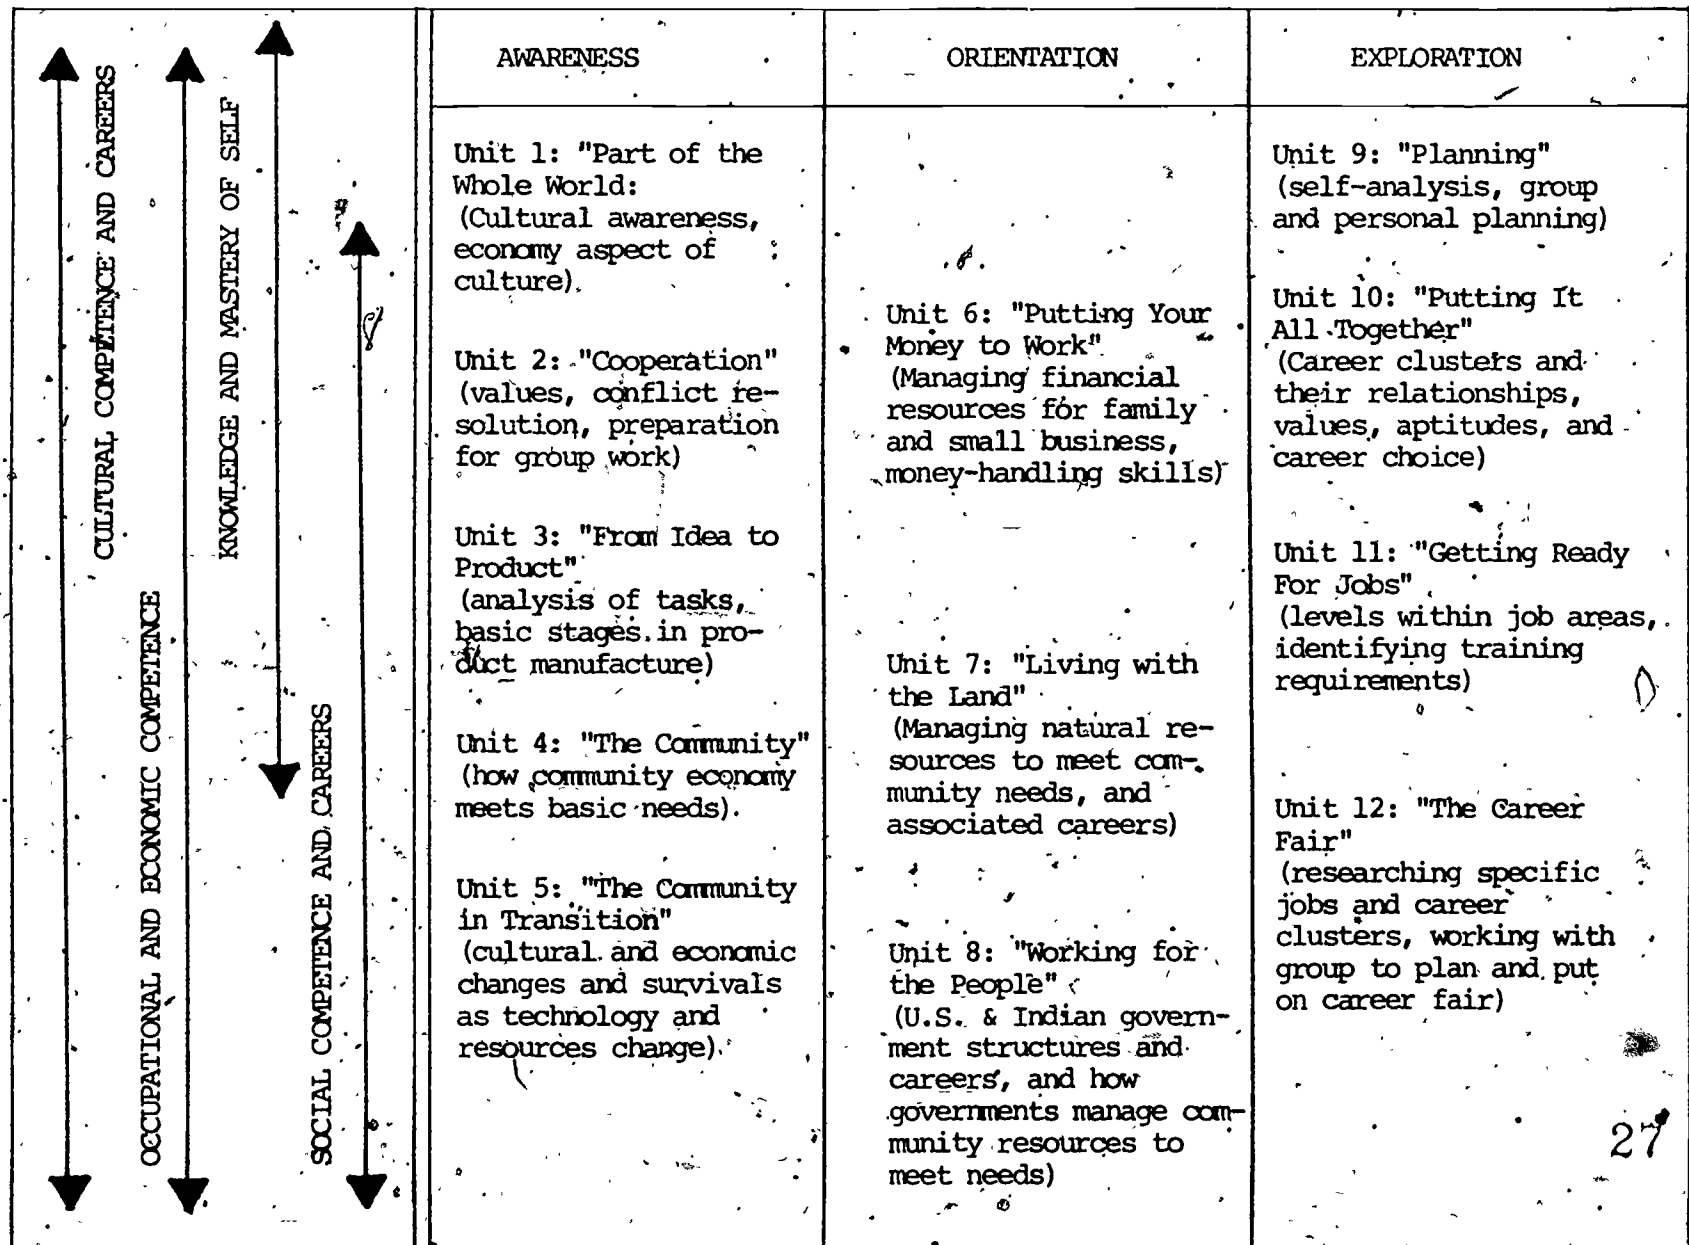 CULTURAL COMPETENCE AND CAREERS
OCCUPATIONAL AND ECONOMIC COMPETENCE
KNOWLEDGE AND MASTERY OF SELF
SOCIAL COMPETENCE AND CAREERS
AWARENESS
Unit 1: "Part of the
Whole World:
(Cultural awareness,
economy aspect of
culture).
Unit 2: "Cooperation"
(values, conflict re-
solution, preparation
for group work)
Unit 3: "From Idea to
Product"
(analysis of tasks,
basic stages in pro-
duct manufacture)
Unit 4: "The Community"
(how community economy
meets basic needs).
Unit 5: "The Community
in Transition"
(cultural and economic
changes and survivals
as technology and
resources change).
ORIENTATION
Unit 6: "Putting Your
Money to Work"
(Managing financial
resources for family
and small business,
money-handling skills)
Unit 7: "Living with
the Land"
(Managing natural re-
sources to meet com-
munity needs, and
associated careers)
Unit 8: "Working for
the People"
(U.S. & Indian govern-
ment structures and
careers, and how
governments manage com-
munity resources to
meet needs)
EXPLORATION
Unit 9: "Planning"
(self-analysis, group
and personal planning)
Unit 10: "Putting It
All Together"
(Career clusters and
their relationships,
values, aptitudes, and
career choice)
Unit 11: "Getting Ready
For Jobs"
(levels within job areas,
identifying training
requirements)
Unit 12: "The Career
Fair"
(researching specific
jobs and career
clusters, working with
group to plan and put
on career fair)
27